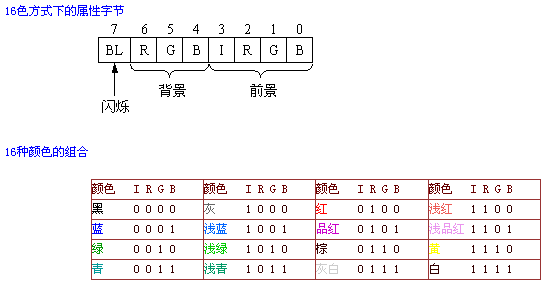 16色方式下的属性字节
7 6 5 4 3 2 1 0
BL R G B I R G B
背景 前景
闪烁
16种颜色的组合
颜色 I R G B 颜色 I R G B 颜色 I R G B 颜色 I R G B
黑 0 0 0 0 灰 1 0 0 0 红 0 1 0 0 浅红 1 1 0 0
蓝 0 0 0 1 浅蓝 1 0 0 1 品红 0 1 0 1 浅品红 1 1 0 1
绿 0 0 1 0 浅绿 1 0 1 0 棕 0 1 1 0 黄 1 1 1 0
青 0 0 1 1 浅青 1 0 1 1 灰白 0 1 1 1 白 1 1 1 1